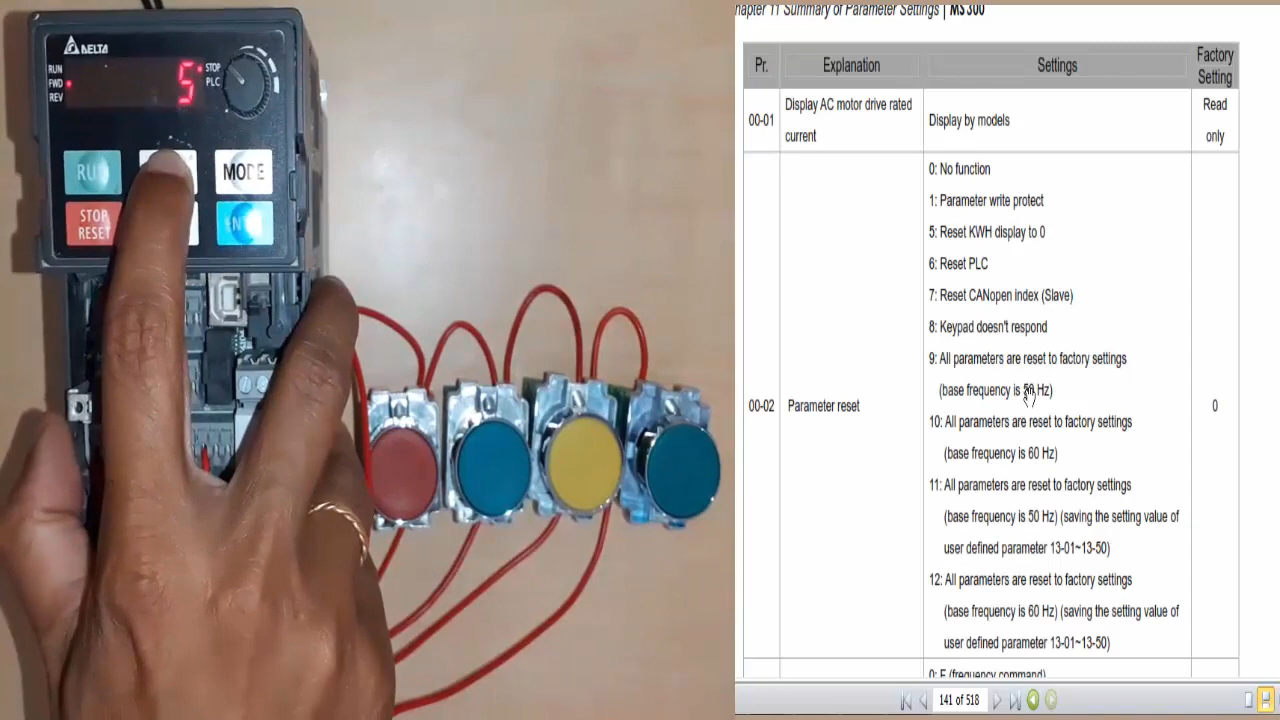 DELTA
RUN
FWD
REV
5
STOP
PLC
MODE
STOP
RESET
Chapter 11 Summary of Parameter Settings | MS300
Pr. Explanation Settings Factory Setting
00-01 Display AC motor drive rated current Display by models Read only
00-02 Parameter reset 0
0: No function
1: Parameter write protect
5: Reset KWH display to 0
6: Reset PLC
7: Reset CANopen index (Slave)
8: Keypad doesn't respond
9: All parameters are reset to factory settings
(base frequency is 50 Hz)
10: All parameters are reset to factory settings
(base frequency is 60 Hz)
11: All parameters are reset to factory settings
(base frequency is 50 Hz) (saving the setting value of
user defined parameter 13-01~13-50)
12: All parameters are reset to factory settings
(base frequency is 60 Hz) (saving the setting value of
user defined parameter 13-01~13-50)
0: F (frequency command)
141 of 518